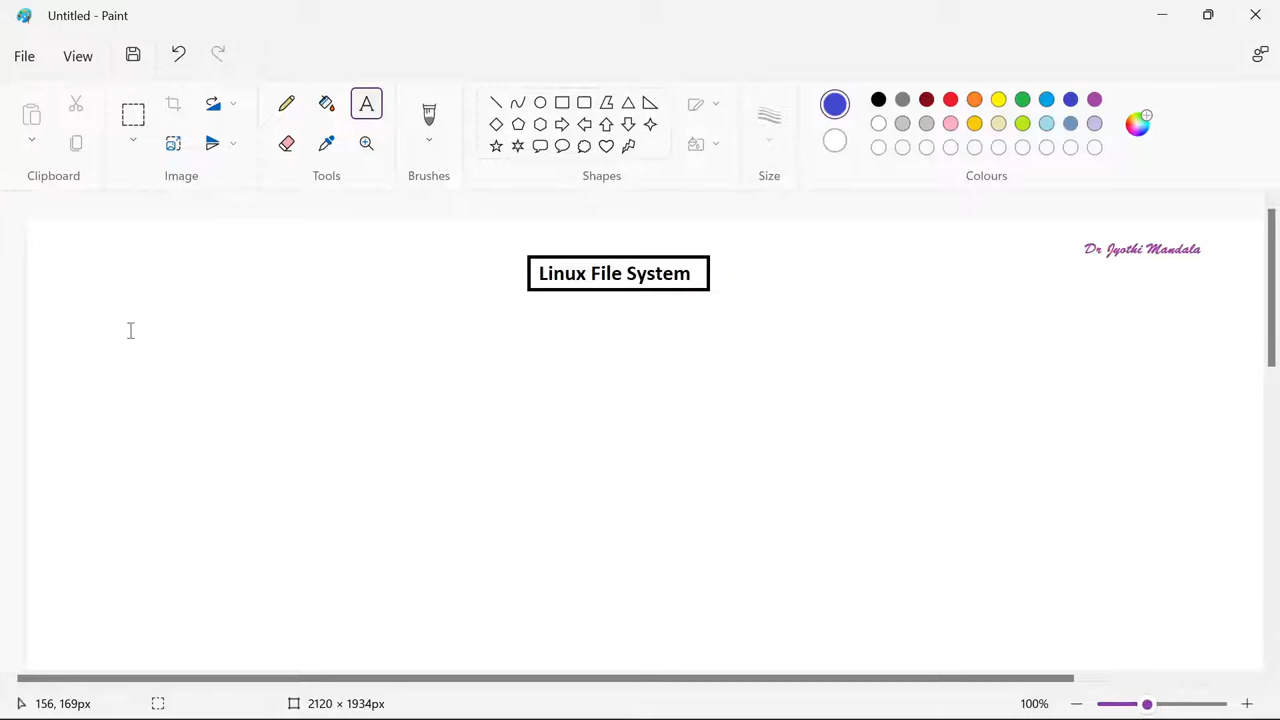 Untitled - Paint
File
View
Clipboard
Image
Tools
Brushes
Shapes
Size
Colours
A
Dr Jyothi Mandala
Linux File System
156, 169px
2120 × 1934px
100%